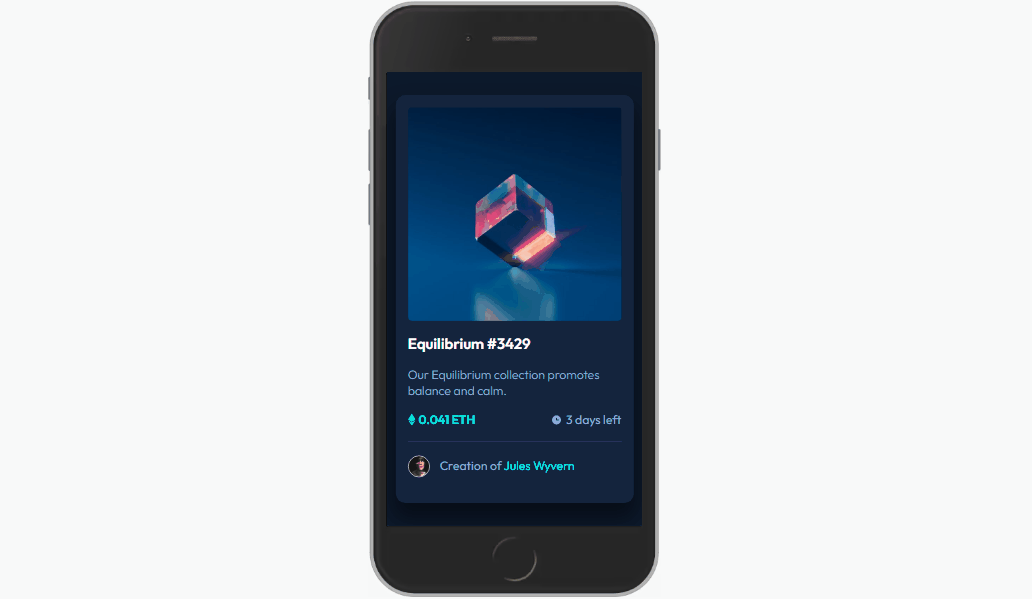 Equilibrium #3429
Our Equilibrium collection promotes
balance and calm.
0.041 ETH
3 days left
Creation of Jules Wyvern